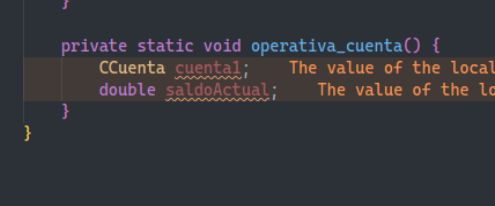 }
private static void operativa_cuenta() {
CCuenta cuenta1; The value of the local
double saldoActual; The value of the lo
}
}